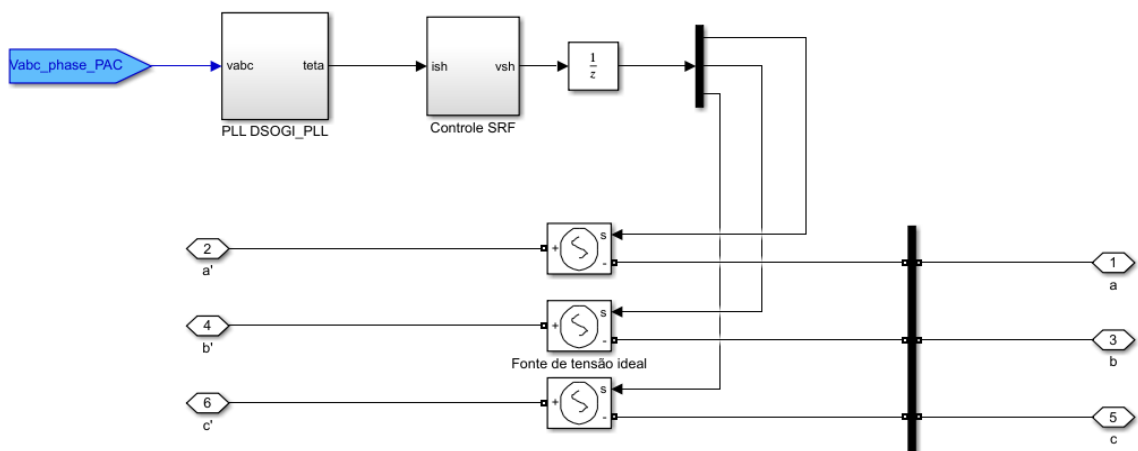 Vabc_phase_PAC
vabc
teta
PLL DSOGI_PLL
ish
vsh
Controle SRF
1
z
2
a'
+
s
-
1
a
4
b'
+
s
-
3
b
Fonte de tensão ideal
6
c'
+
s
-
5
c